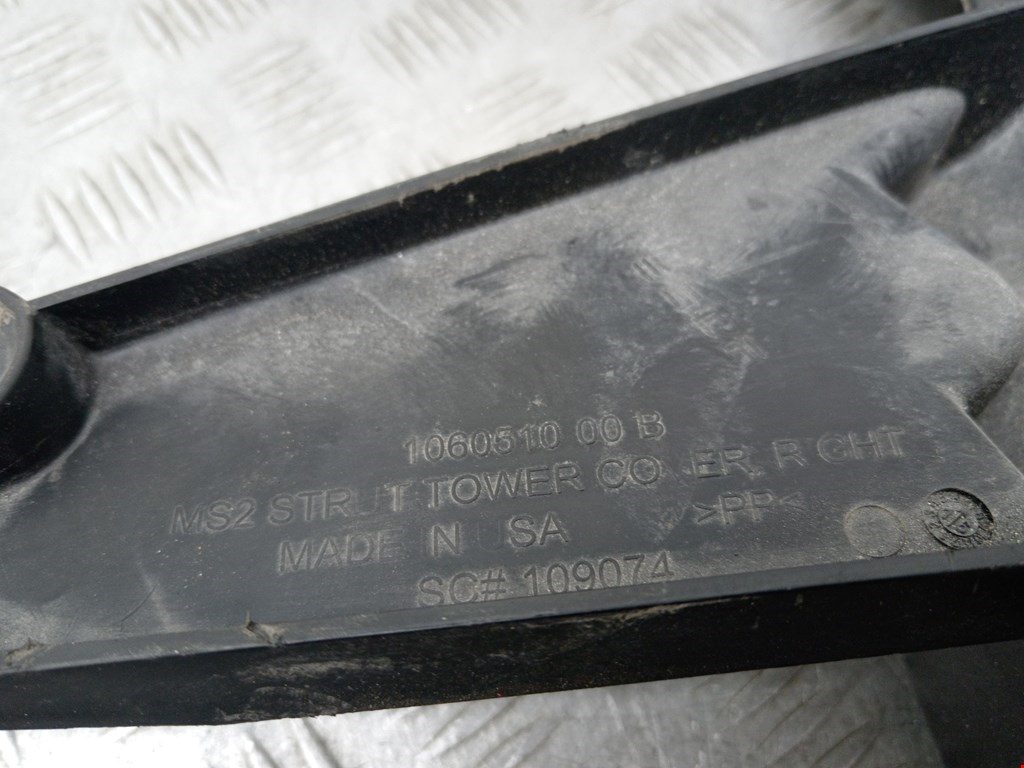 1060510 00 B
MS2 STRUT TOWER COVER, RIGHT
MADE IN USA >PP<
SC# 109074